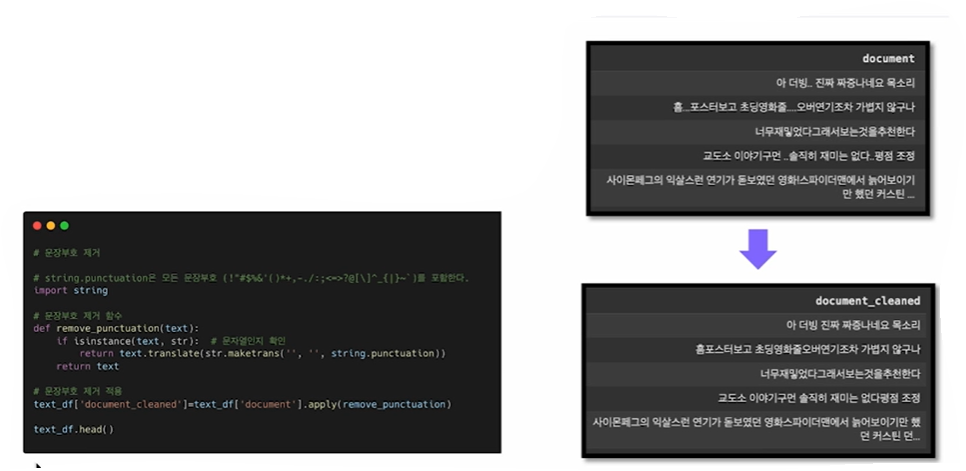 # 문장부호 제거
# string.punctuation은 모든 문장부호 (!"#$%&'()*+,-./:;<=>?@[\]^_{|}~`)를 포함한다.
import string
# 문장부호 제거 함수
def remove_punctuation(text):
    if isinstance(text, str):  # 문자열인지 확인
        return text.translate(str.maketrans('', '', string.punctuation))
    return text
# 문장부호 제거 적용
text_df['document_cleaned']=text_df['document'].apply(remove_punctuation)
text_df.head()
document
아 더빙.. 진짜 짜증나네요 목소리
흠...포스터보고 초딩영화줄....오버연기조차 가볍지 않구나
너무재밓었다그래서보는것을추천한다
교도소 이야기구먼 ..솔직히 재미는 없다..평점 조정
사이몬페그의 익살스런 연기가 돋보였던 영화!스파이더맨에서 늙어보이기
만 했던 커스틴 ...
document_cleaned
아 더빙 진짜 짜증나네요 목소리
흠포스터보고 초딩영화줄오버연기조차 가볍지 않구나
너무재밓었다그래서보는것을추천한다
교도소 이야기구먼 솔직히 재미는 없다평점 조정
사이몬페그의 익살스런 연기가 돋보였던 영화스파이더맨에서 늙어보이기만 했
던 커스틴 던...